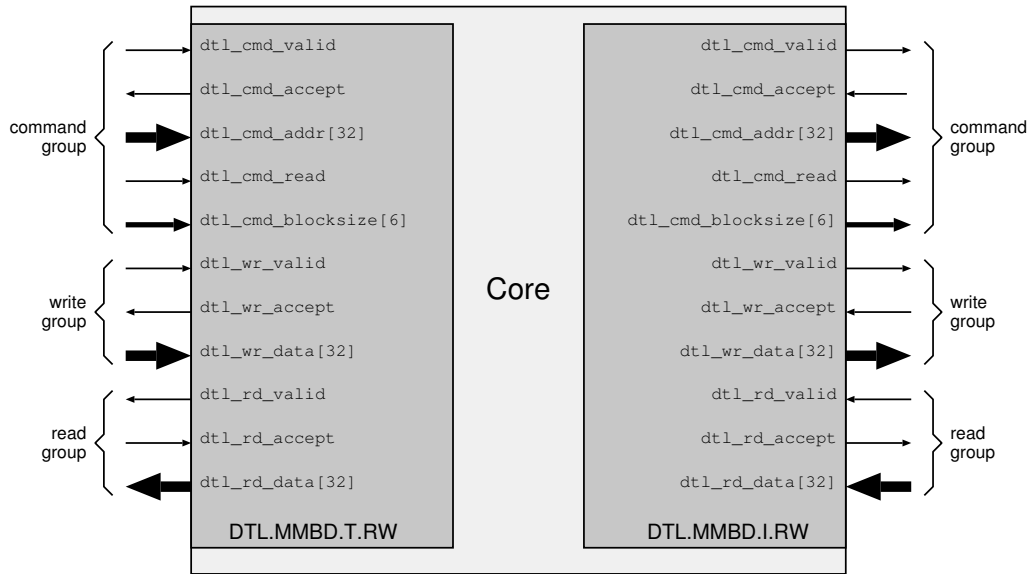 dtl_cmd_valid
dtl_cmd_accept
dtl_cmd_addr[32]
dtl_cmd_read
dtl_cmd_blocksize[6]
dtl_wr_valid
dtl_wr_accept
dtl_wr_data[32]
dtl_rd_valid
dtl_rd_accept
dtl_rd_data[32]
DTL.MMBD.T.RW
command
group
write
group
read
group
Core
dtl_cmd_valid
dtl_cmd_accept
dtl_cmd_addr[32]
dtl_cmd_read
dtl_cmd_blocksize[6]
dtl_wr_valid
dtl_wr_accept
dtl_wr_data[32]
dtl_rd_valid
dtl_rd_accept
dtl_rd_data[32]
DTL.MMBD.I.RW
command
group
write
group
read
group